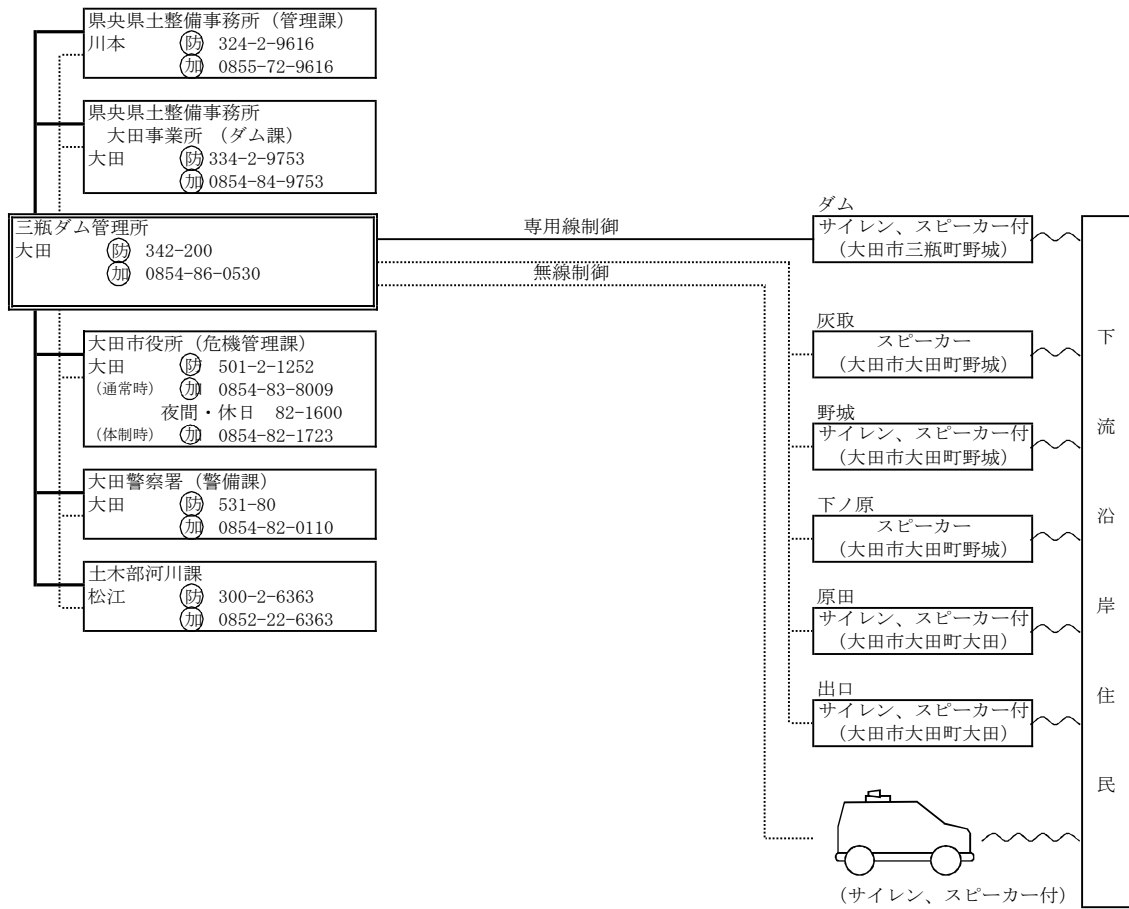 県央県土整備事務所（管理課）
川本 防 324-2-9616
加 0855-72-9616
県央県土整備事務所
大田事業所 （ダム課）
大田 防 334-2-9753
加 0854-84-9753
三瓶ダム管理所
大田 防 342-200
加 0854-86-0530
大田市役所（危機管理課）
大田 防 501-2-1252
（通常時） 加 0854-83-8009
夜間・休日 82-1600
（体制時） 加 0854-82-1723
大田警察署（警備課）
大田 防 531-80
加 0854-82-0110
土木部河川課
松江 防 300-2-6363
加 0852-22-6363
専用線制御
無線制御
ダム
サイレン、スピーカー付
（大田市三瓶町野城）
灰取
スピーカー
（大田市大田町野城）
野城
サイレン、スピーカー付
（大田市大田町野城）
下ノ原
スピーカー
（大田市大田町野城）
原田
サイレン、スピーカー付
（大田市大田町大田）
出口
サイレン、スピーカー付
（大田市大田町大田）
（サイレン、スピーカー付）
下流沿岸住民